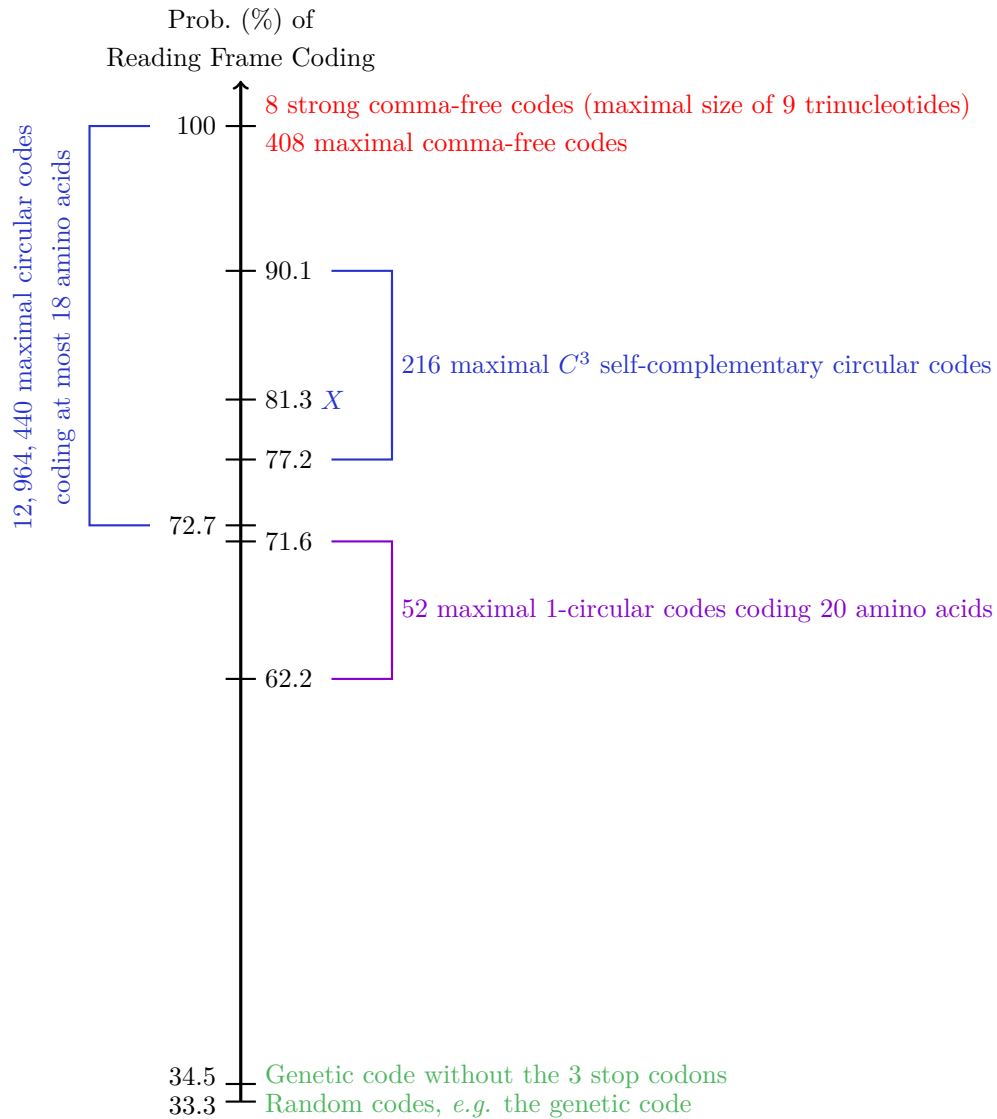 Prob. (%) of
Reading Frame Coding
8 strong comma-free codes (maximal size of 9 trinucleotides)
100
408 maximal comma-free codes
12,964,440 maximal circular codes
coding at most 18 amino acids
90.1
216 maximal C³ self-complementary circular codes
81.3 X
77.2
72.7
71.6
52 maximal 1-circular codes coding 20 amino acids
62.2
34.5 Genetic code without the 3 stop codons
33.3 Random codes, e.g. the genetic code